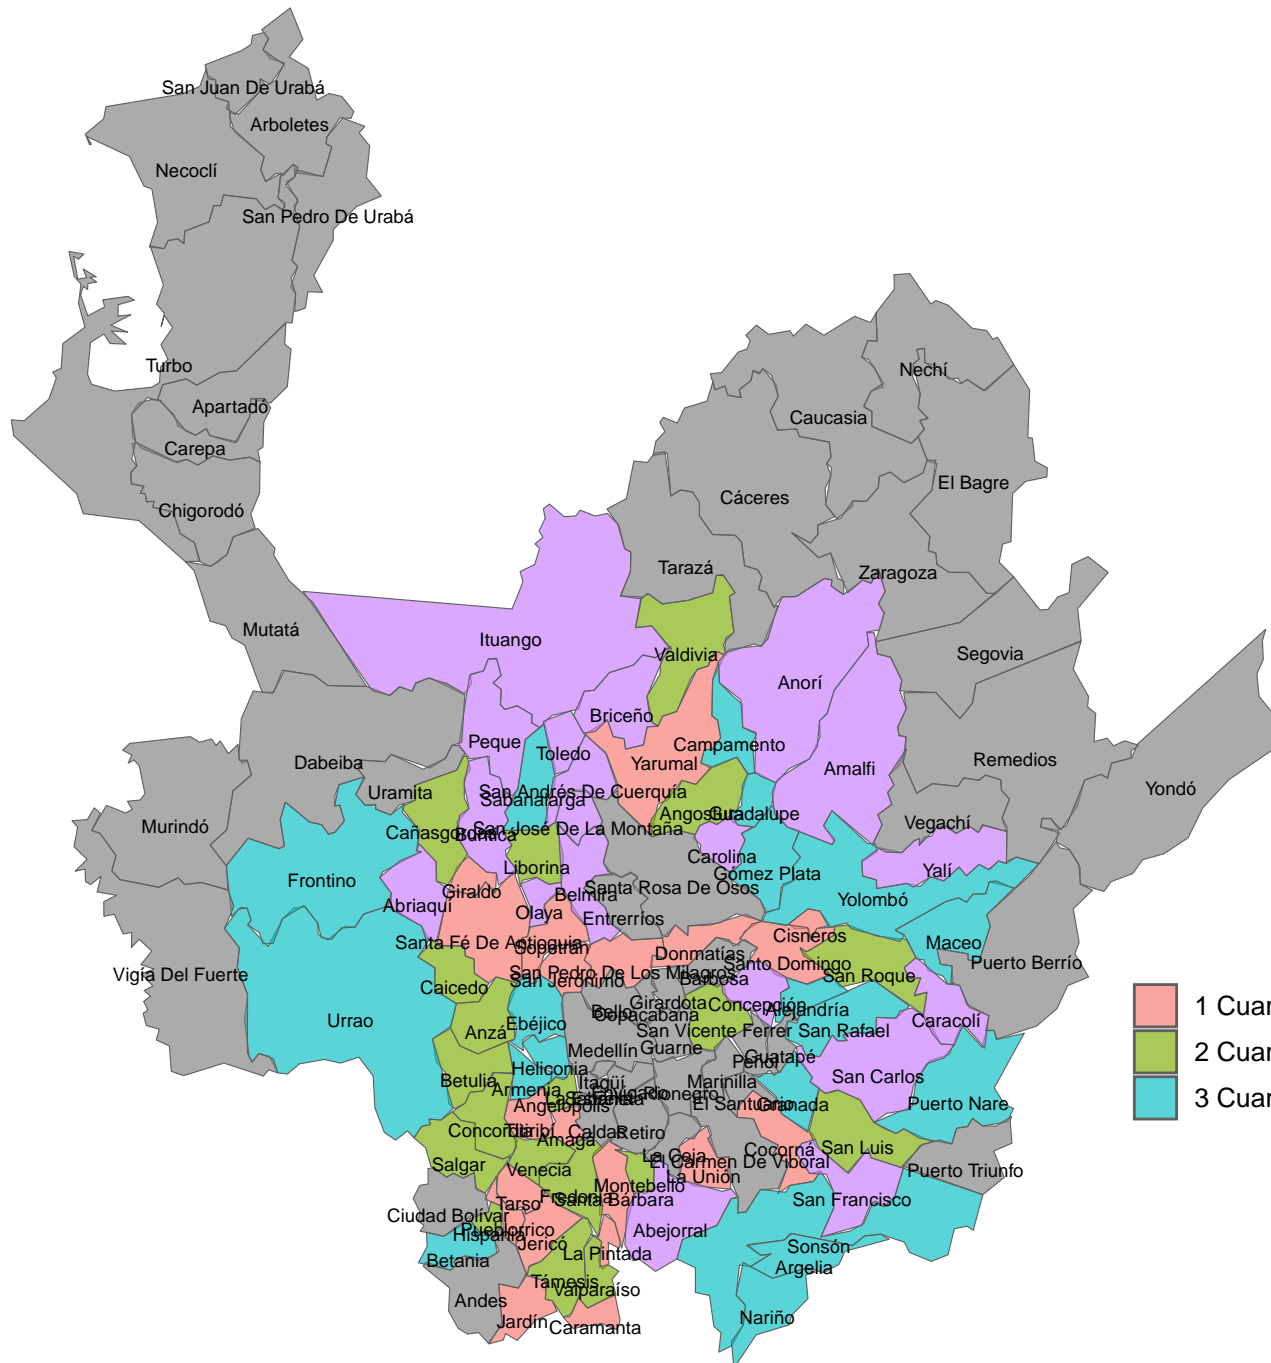 San Juan De Urabá
Arboletes
Necoclí
San Pedro De Urabá
Turbo
Nechí
Apartadó
Caucasia
Carepa
El Bagre
Cáceres
Chigorodó
Tarazá
Zaragoza
Mutatá
Ituango
Valdivia
Segovia
Anorí
Briceño
Peque
Campamento
Toledo
Dabeiba
Yarumal
Remedios
Amalfi
Yondó
Uramita
San Andrés De Cuerquía
Sabanalarga
Angostura
Guadalupe
Vegachí
Murindó
Cañasgordas
Buriticá
San José De La Montaña
Carolina
Liborina
Gómez Plata
Yalí
Frontino
Giraldo
Santa Rosa De Osos
Belmira
Yolombó
Abriaquí
Olaya
Entrerríos
Cisneros
Santa Fé De Antioquia
Sopetrán
Donmatías
Maceo
Santo Domingo
Puerto Berrío
Vigía Del Fuerte
San Pedro De Los Milagros
San Jerónimo
Barbosa
San Roque
Caicedo
Girardota
Concepción
Alejandría
Bello
Copacabana
Urrao
Ebéjico
Anzá
San Vicente Ferrer
San Rafael
Caracolí
Medellín
Guarne
Guatapé
Peñol
Heliconia
San Carlos
Betulia
Armenia
Itagüí
Marinilla
Envigado
Rionegro
La Estrella
Sabaneta
Angelópolis
El Santuario
Granada
Puerto Nare
Concordia
Titiribí
Amagá
Caldas
Retiro
Cocorná
San Luis
La Ceja
El Carmen De Viboral
Salgar
Venecia
La Unión
Puerto Triunfo
Montebello
Tarso
Fredonia
Santa Bárbara
San Francisco
Ciudad Bolívar
Pueblorrico
Hispania
Jericó
Abejorral
La Pintada
Sonsón
Betania
Argelia
Támesis
Valparaíso
Andes
Jardín
Caramanta
Nariño
1 Cuar
2 Cuar
3 Cuar